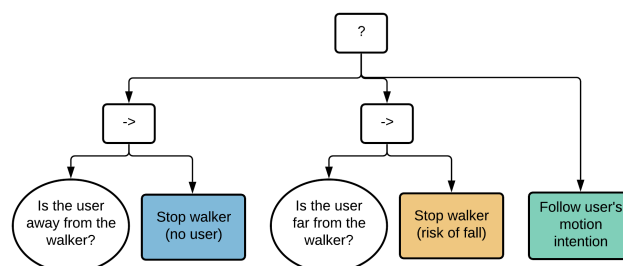 ?
->
->
Is the user
away from the
walker?
Stop walker
(no user)
Is the user
far from the
walker?
Stop walker
(risk of fall)
Follow user's
motion
intention